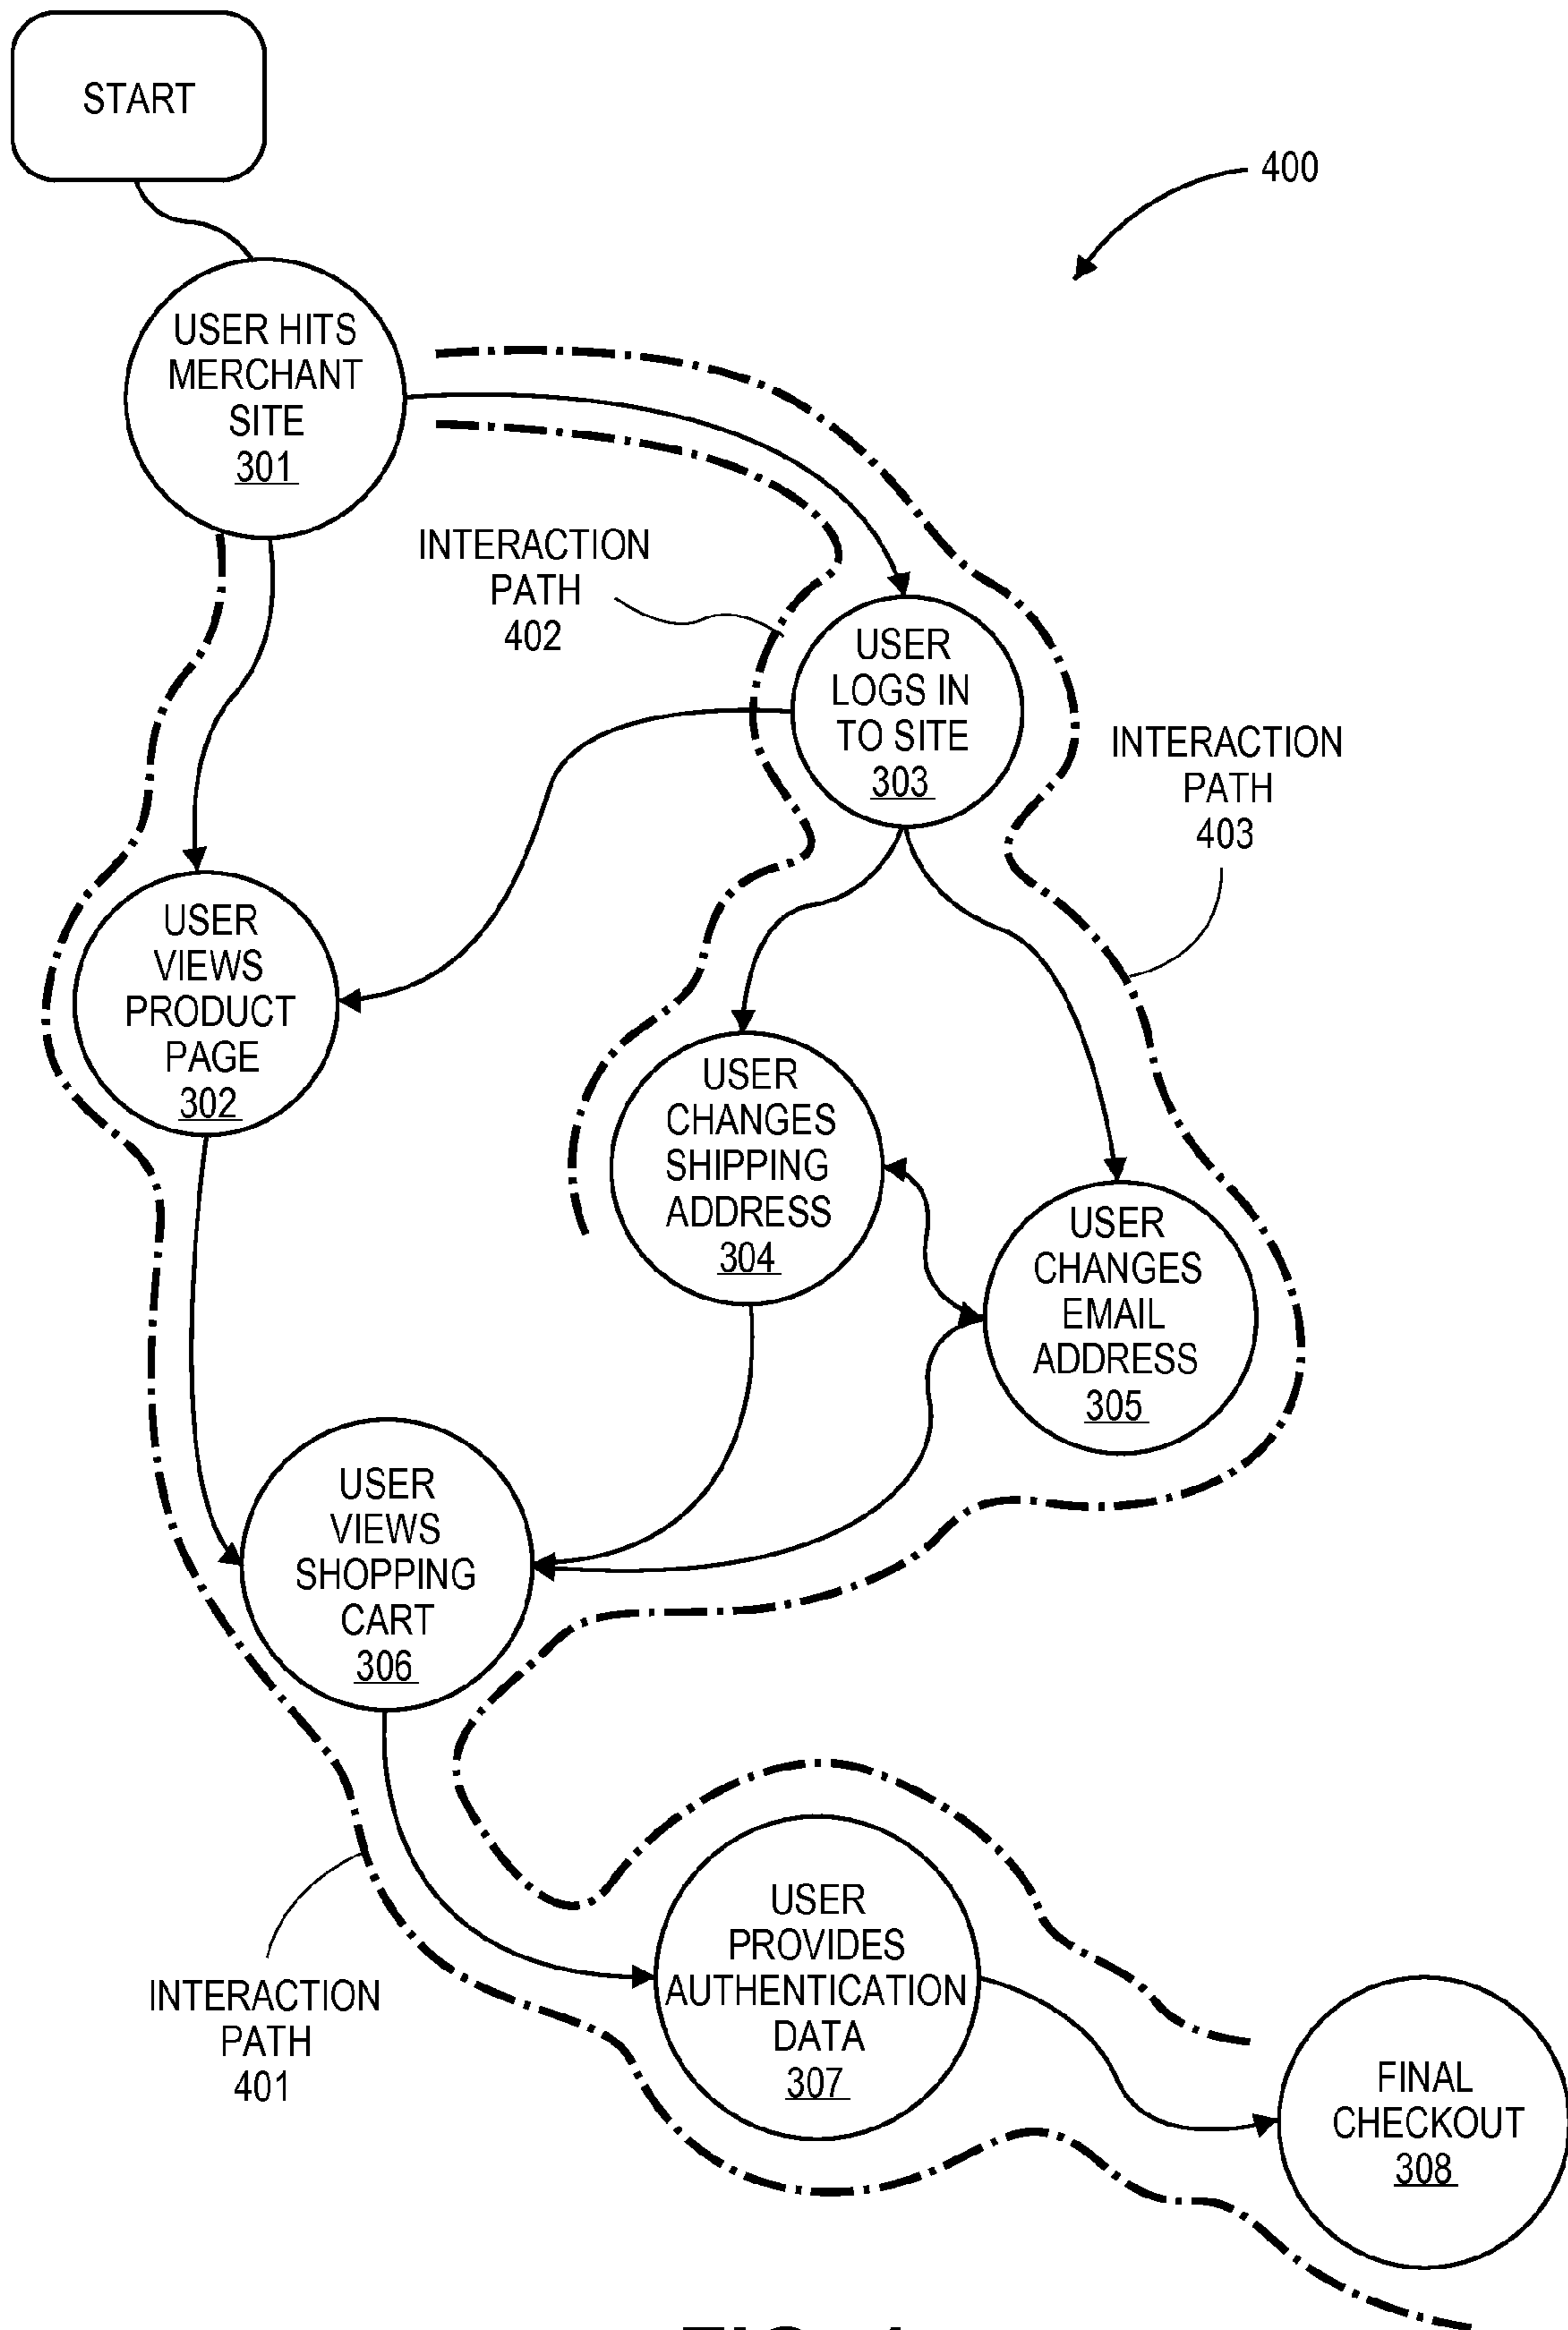 START
400
USER HITS
MERCHANT
SITE
301
INTERACTION
PATH
402
USER
LOGS IN
TO SITE
303
INTERACTION
PATH
403
USER
VIEWS
PRODUCT
PAGE
302
USER
CHANGES
SHIPPING
ADDRESS
304
USER
CHANGES
EMAIL
ADDRESS
305
USER
VIEWS
SHOPPING
CART
306
USER
PROVIDES
AUTHENTICATION
DATA
307
INTERACTION
PATH
401
FINAL
CHECKOUT
308